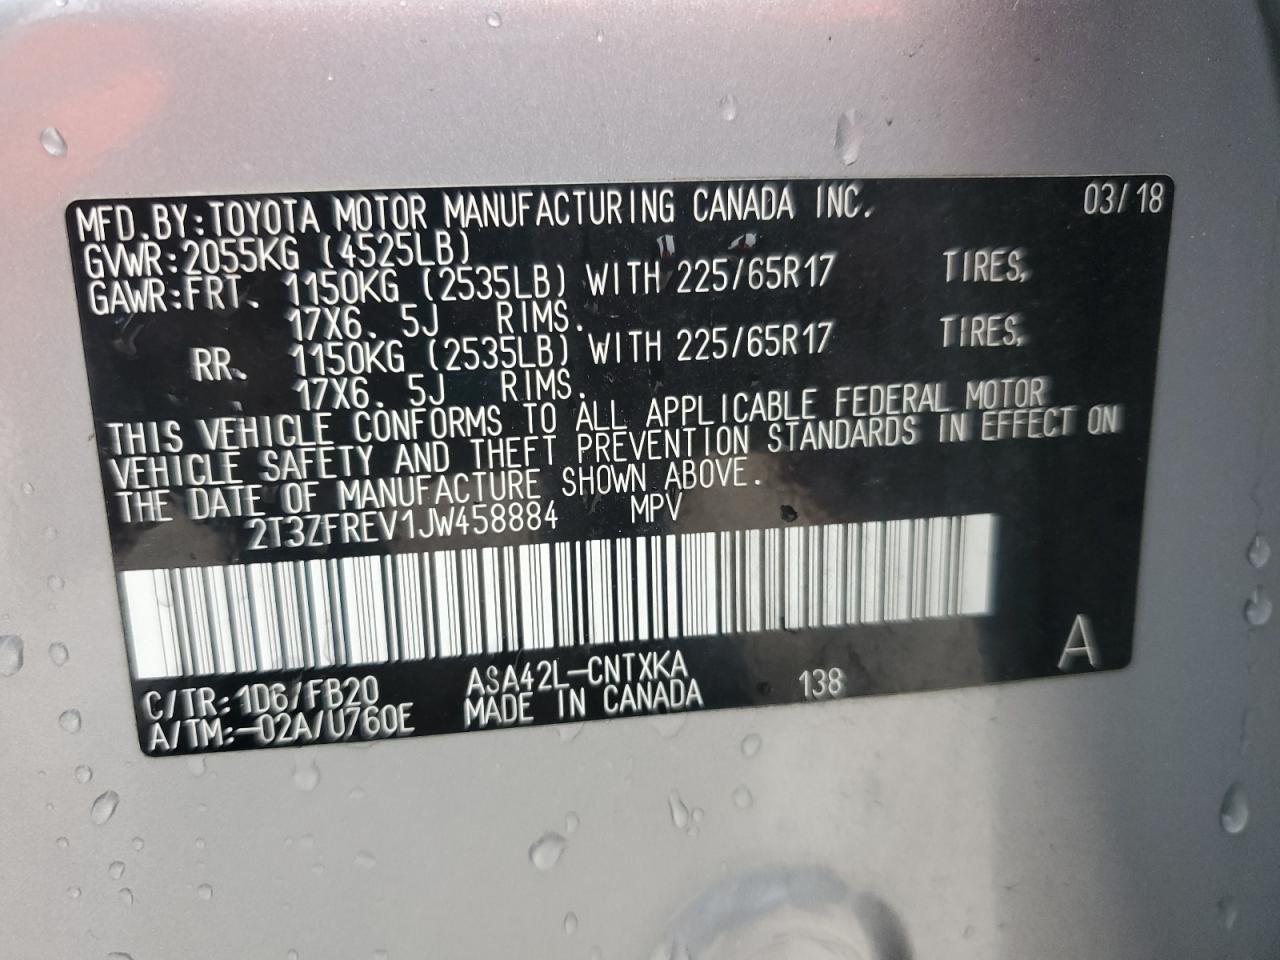 MFD.BY:TOYOTA MOTOR MANUFACTURING CANADA INC. 03/18
GVWR:2055KG (4525LB)
GAWR:FRT. 1150KG (2535LB) WITH 225/65R17 TIRES,
17X6.5J RIMS.
RR. 1150KG (2535LB) WITH 225/65R17 TIRES,
17X6.5J RIMS.
THIS VEHICLE CONFORMS TO ALL APPLICABLE FEDERAL MOTOR
VEHICLE SAFETY AND THEFT PREVENTION STANDARDS IN EFFECT ON
THE DATE OF MANUFACTURE SHOWN ABOVE.
2T3ZFREV1JW458884 MPV
A
C/TR:1D6/FB20 ASA42L-CNTXKA 138
A/TM:-02A/U760E MADE IN CANADA